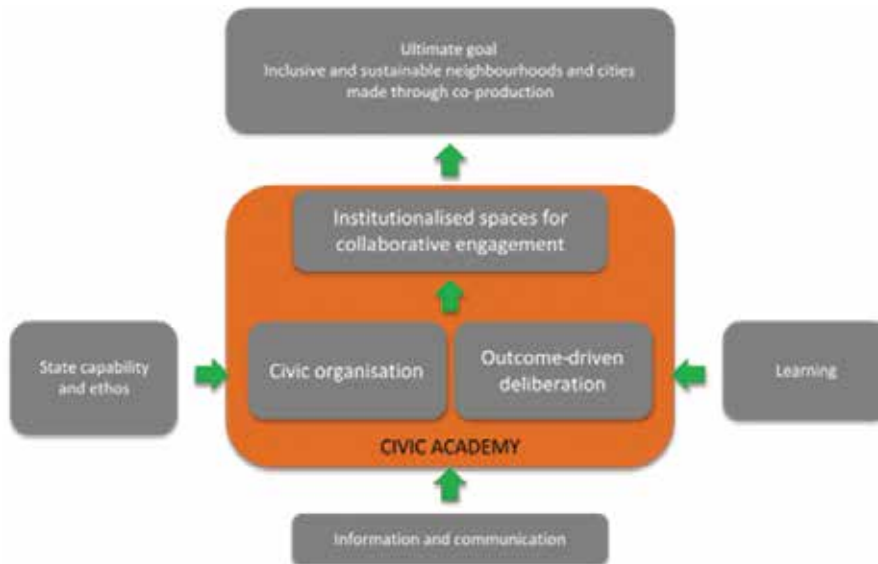 Ultimate goal
Inclusive and sustainable neighbourhoods and cities
made through co-production
Institutionalised spaces for
collaborative engagement
State capability
and ethos
Civic organisation
Outcome-driven
deliberation
Learning
CIVIC ACADEMY
Information and communication